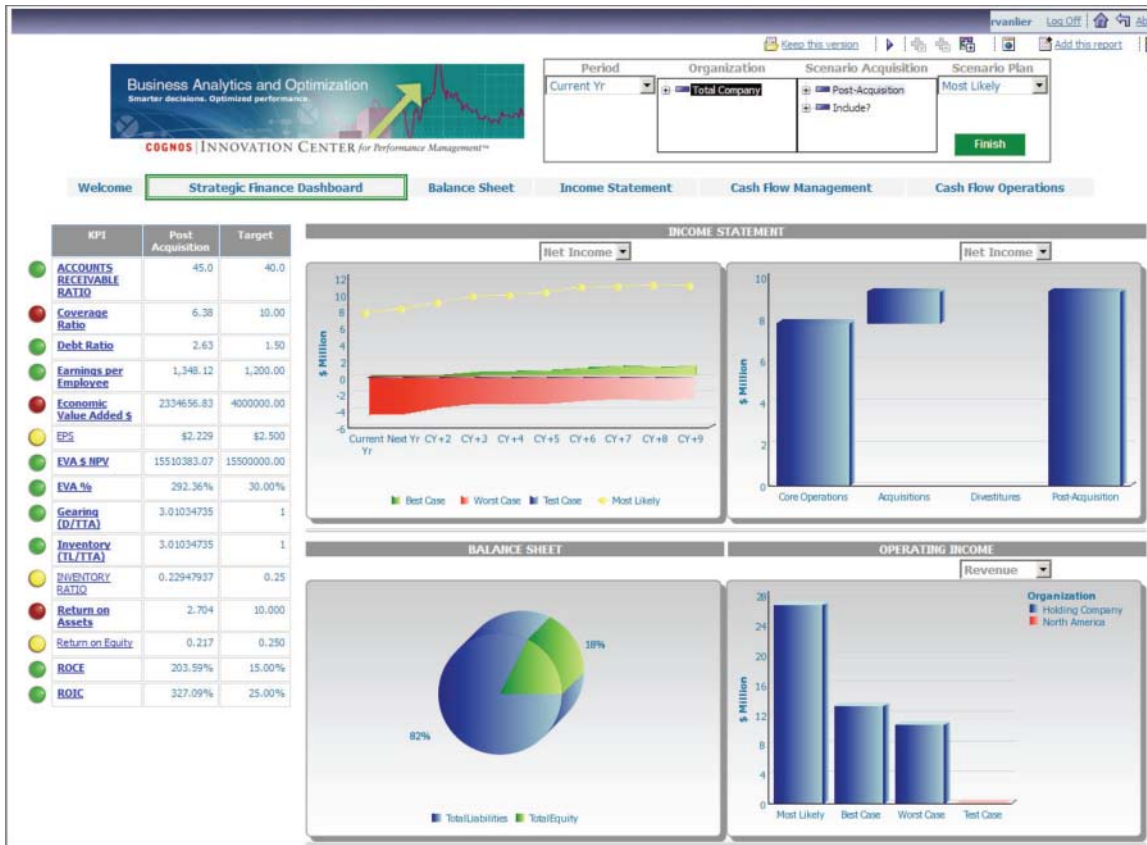 rvanlier Log Off Ab
Keep this version Add this report
Period Organization Scenario Acquisition Scenario Plan
Current Yr Total Company Post-Acquisition Most Likely
Include?
Finish
Business Analytics and Optimization
Smarter decisions. Optimized performance.
COGNOS INNOVATION CENTER for Performance Management™
Welcome Strategic Finance Dashboard Balance Sheet Income Statement Cash Flow Management Cash Flow Operations
KPI Post Acquisition Target
ACCOUNTS RECEIVABLE RATIO 45.0 40.0
Coverage Ratio 6.38 10.00
Debt Ratio 2.63 1.50
Earnings per Employee 1,348.12 1,200.00
Economic Value Added $ 2334656.83 4000000.00
EPS $2.229 $2.500
EVA $ NPV 15510383.07 15500000.00
EVA % 292.36% 30.00%
Gearing (D/TTA) 3.01034735 1
Inventory (TL/TTA) 3.01034735 1
INVENTORY RATIO 0.22947937 0.25
Return on Assets 2.704 10.000
Return on Equity 0.217 0.250
ROCE 203.59% 15.00%
ROIC 327.09% 25.00%
INCOME STATEMENT
Net Income
12
10
8
6
4
2
0
-2
-4
-6
$ Million
Current Yr Next Yr CY+2 CY+3 CY+4 CY+5 CY+6 CY+7 CY+8 CY+9
Best Case Worst Case Test Case Most Likely
Net Income
10
8
6
4
2
0
$ Million
Core Operations Acquisitions Divestitures Post-Acquisition
BALANCE SHEET
18%
82%
TotalLiabilities TotalEquity
OPERATING INCOME
Revenue
28
24
20
16
12
8
4
0
$ Million
Organization
Holding Company
North America
Most Likely Best Case Worst Case Test Case